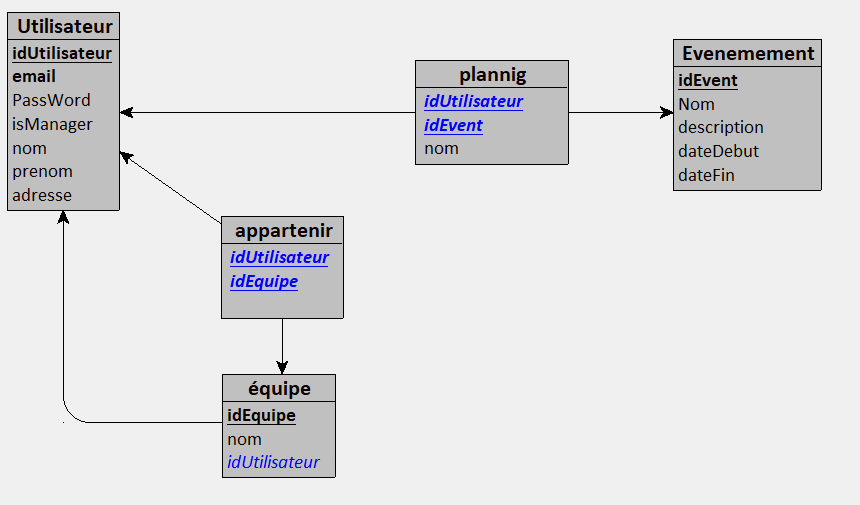 Utilisateur
idUtilisateur
email
PassWord
isManager
nom
prenom
adresse
plannig
idUtilisateur
idEvent
nom
Evenemement
idEvent
Nom
description
dateDebut
dateFin
appartenir
idUtilisateur
idEquipe
équipe
idEquipe
nom
idUtilisateur